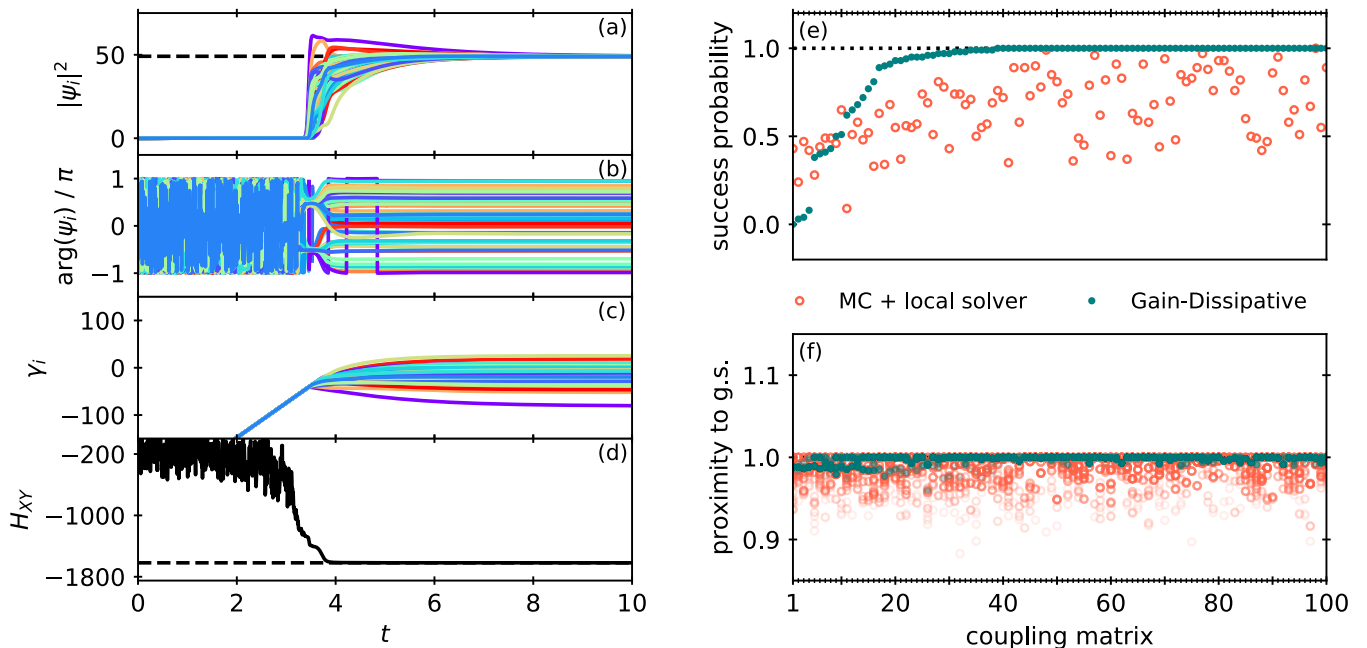 (a)
|ψᵢ|²
50
0
(b)
arg(ψᵢ) / π
1
0
−1
(c)
γᵢ
100
0
−100
(d)
H_XY
−200
−1000
−1800
0 2 4 6 8 10
t
(e)
success probability
1.0
0.5
0.0
MC + local solver Gain-Dissipative
(f)
proximity to g.s.
1.1
1.0
0.9
1 20 40 60 80 100
coupling matrix